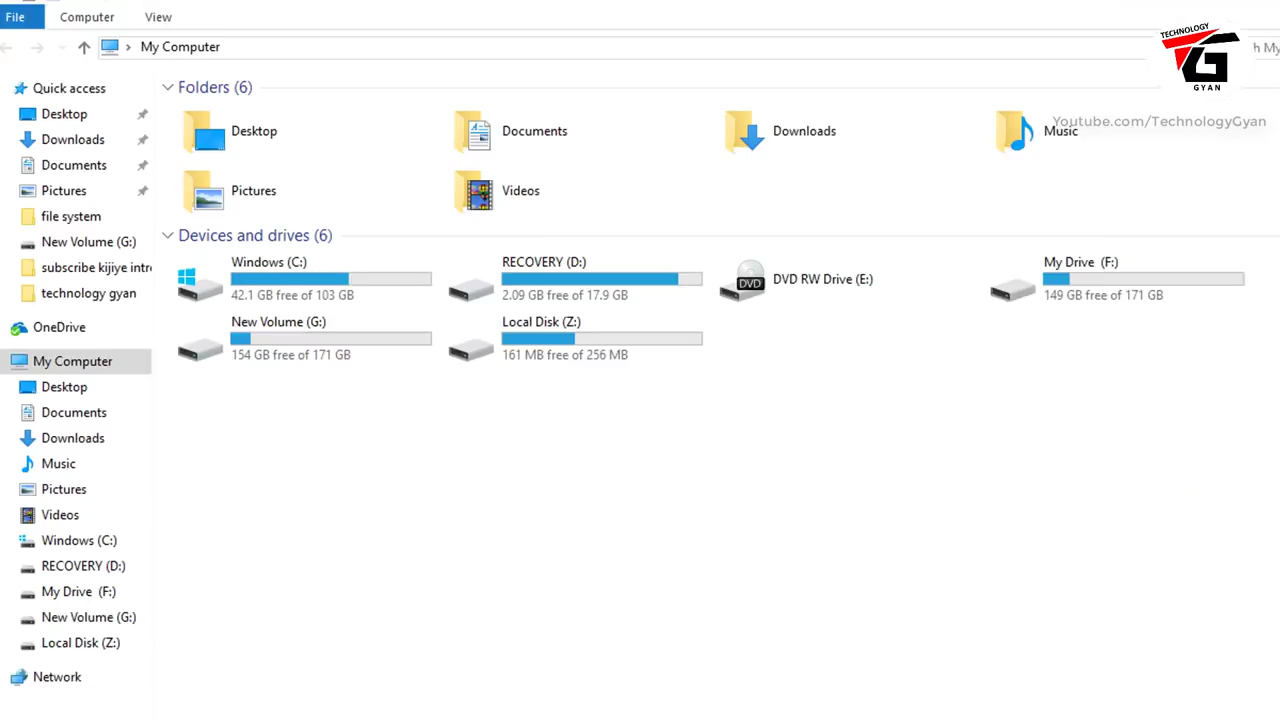 File
Computer
View
My Computer
TECHNOLOGY
GYAN
Youtube.com/TechnologyGyan
Quick access
Desktop
Downloads
Documents
Pictures
file system
New Volume (G:)
subscribe kijiye intr
technology gyan
OneDrive
My Computer
Desktop
Documents
Downloads
Music
Pictures
Videos
Windows (C:)
RECOVERY (D:)
My Drive (F:)
New Volume (G:)
Local Disk (Z:)
Network
Folders (6)
Desktop
Documents
Downloads
Music
Pictures
Videos
Devices and drives (6)
Windows (C:)
42.1 GB free of 103 GB
RECOVERY (D:)
2.09 GB free of 17.9 GB
DVD
DVD RW Drive (E:)
My Drive (F:)
149 GB free of 171 GB
New Volume (G:)
154 GB free of 171 GB
Local Disk (Z:)
161 MB free of 256 MB